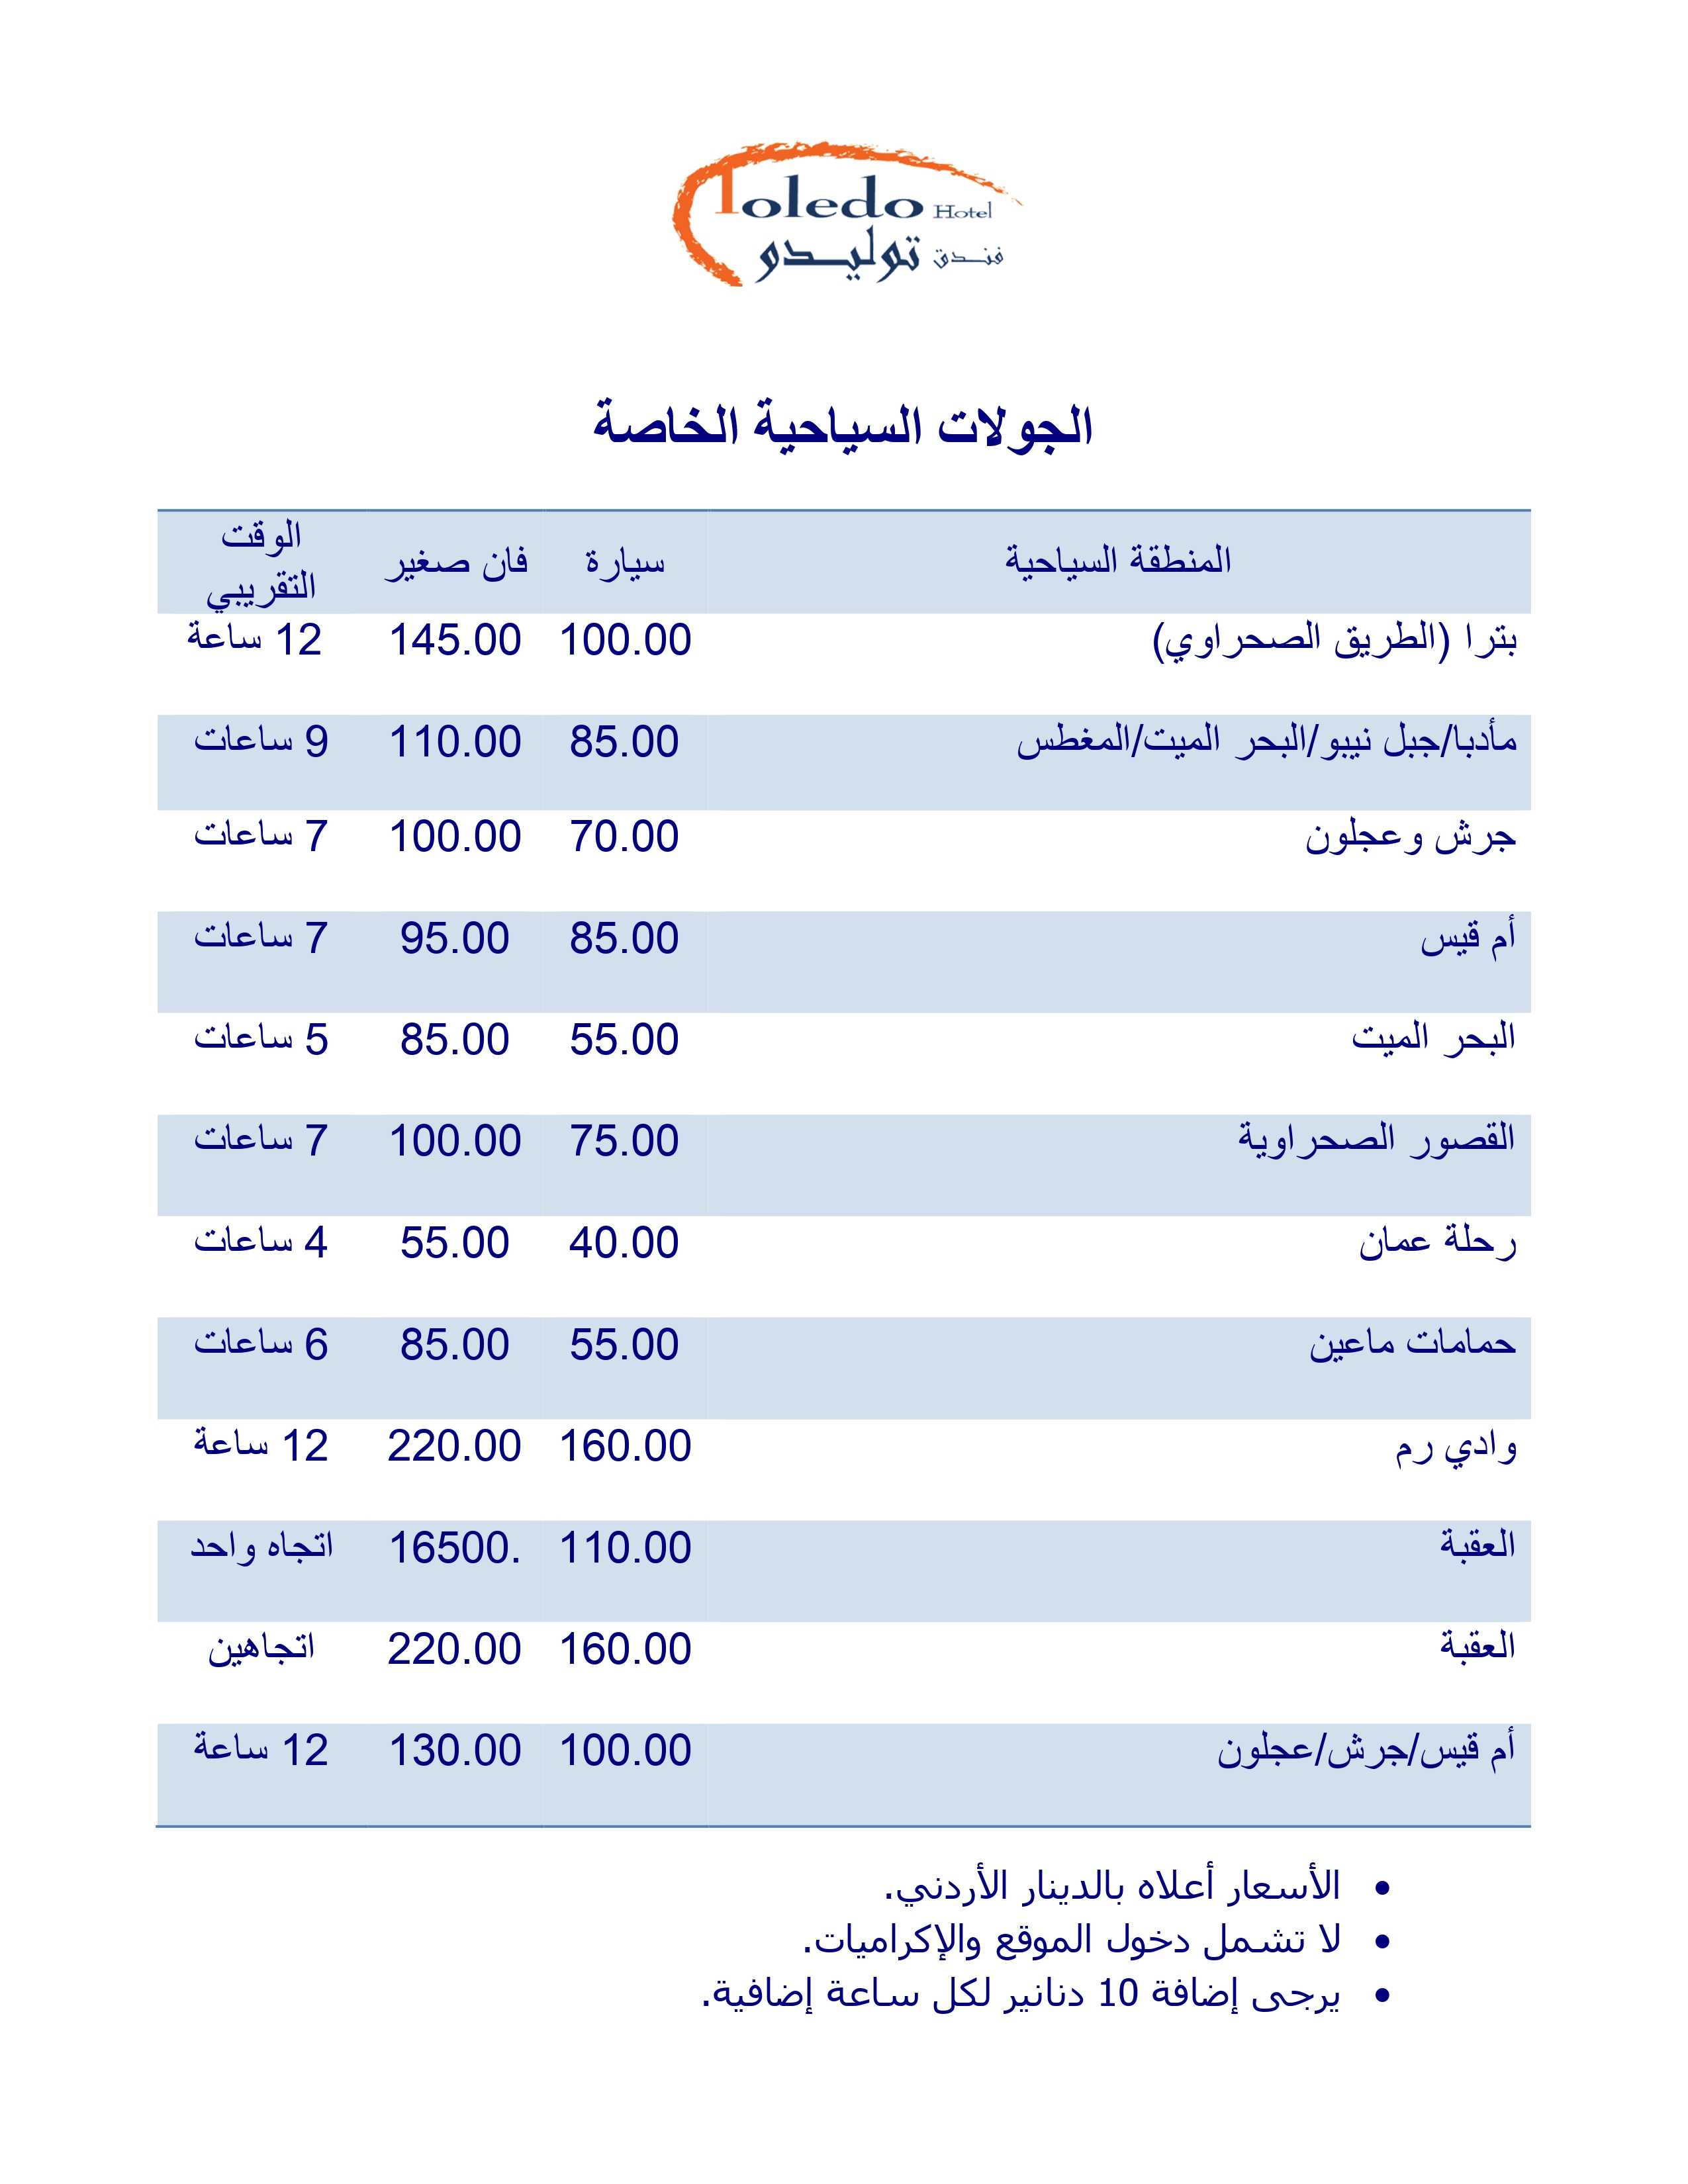 Toledo Hotel
فندق توليدو
الجولات السياحية الخاصة
المنطقة السياحية سيارة فان صغير الوقت التقريبي
بترا (الطريق الصحراوي) 100.00 145.00 12 ساعة
مأدبا/جبل نيبو/البحر الميت/المغطس 85.00 110.00 9 ساعات
جرش وعجلون 70.00 100.00 7 ساعات
أم قيس 85.00 95.00 7 ساعات
البحر الميت 55.00 85.00 5 ساعات
القصور الصحراوية 75.00 100.00 7 ساعات
رحلة عمان 40.00 55.00 4 ساعات
حمامات ماعين 55.00 85.00 6 ساعات
وادي رم 160.00 220.00 12 ساعة
العقبة 110.00 16500. اتجاه واحد
العقبة 160.00 220.00 اتجاهين
أم قيس/جرش/عجلون 100.00 130.00 12 ساعة
• الأسعار أعلاه بالدينار الأردني.
• لا تشمل دخول الموقع والإكراميات.
• يرجى إضافة 10 دنانير لكل ساعة إضافية.